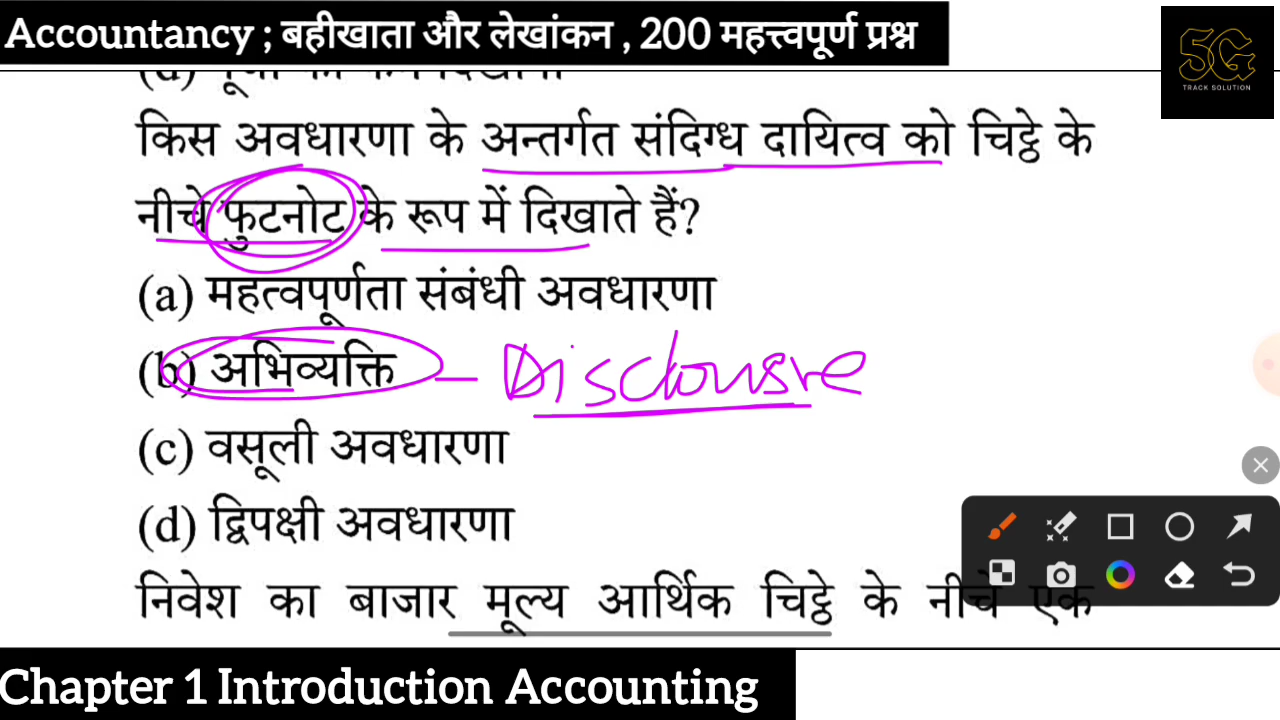 Accountancy ; बहीखाता और लेखांकन , 200 महत्त्वपूर्ण प्रश्न
5G
TRACK SOLUTION
किस अवधारणा के अन्तर्गत संदिग्ध दायित्व को चिट्ठे के
नीचे फुटनोट के रूप में दिखाते हैं?
(a) महत्वपूर्णता संबंधी अवधारणा
(b) अभिव्यक्ति – Disclousre
(c) वसूली अवधारणा
(d) द्विपक्षी अवधारणा
निवेश का बाजार मूल्य आर्थिक चिट्ठे के नीचे एक
Chapter 1 Introduction Accounting